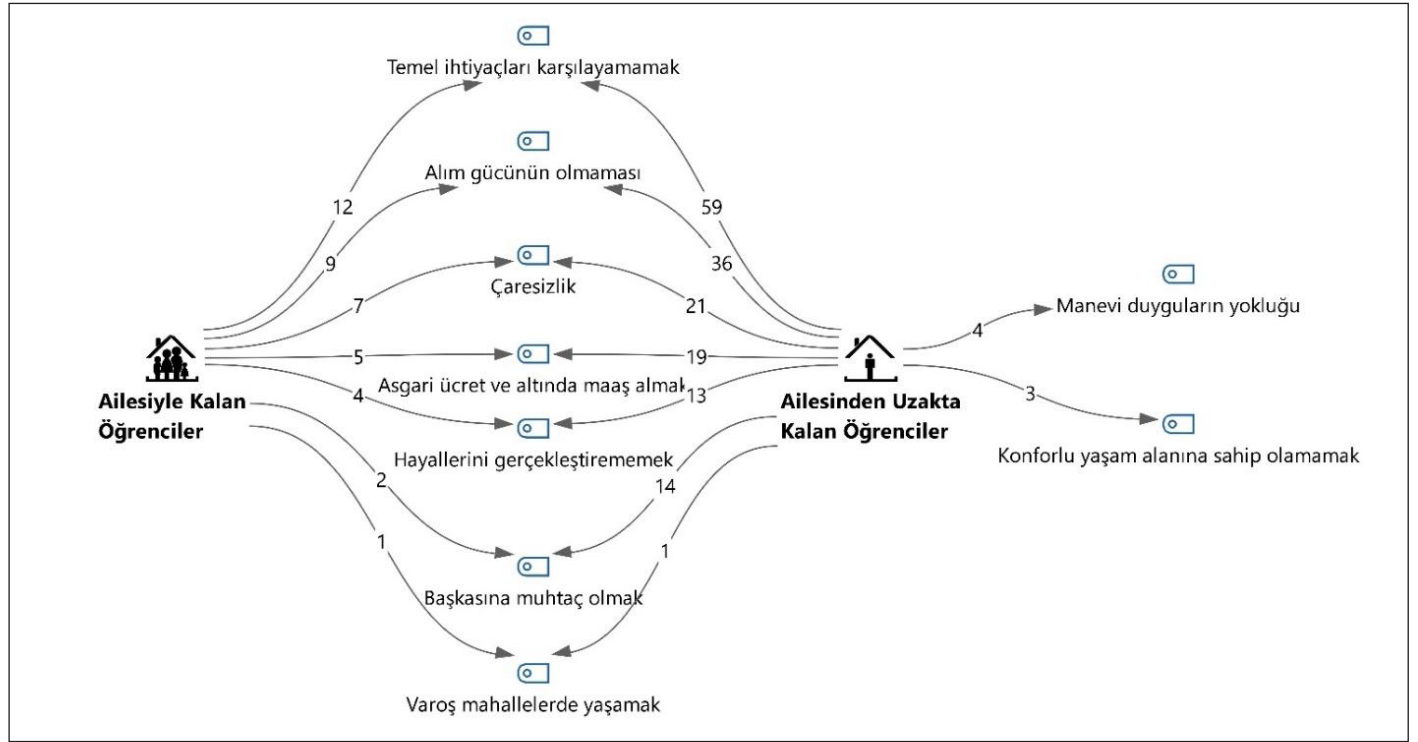 Temel ihtiyaçları karşılayamamak
Alım gücünün olmaması
12
59
9
36
Çaresizlik
7
21
Manevi duyguların yokluğu
4
5
19
Asgari ücret ve altında maaş almak
4
13
3
Ailesiyle Kalan
Öğrenciler
Ailesinden Uzakta
Kalan Öğrenciler
Hayallerini gerçekleştirememek
Konforlu yaşam alanına sahip olamamak
2
14
1
1
Başkasına muhtaç olmak
Varoş mahallelerde yaşamak